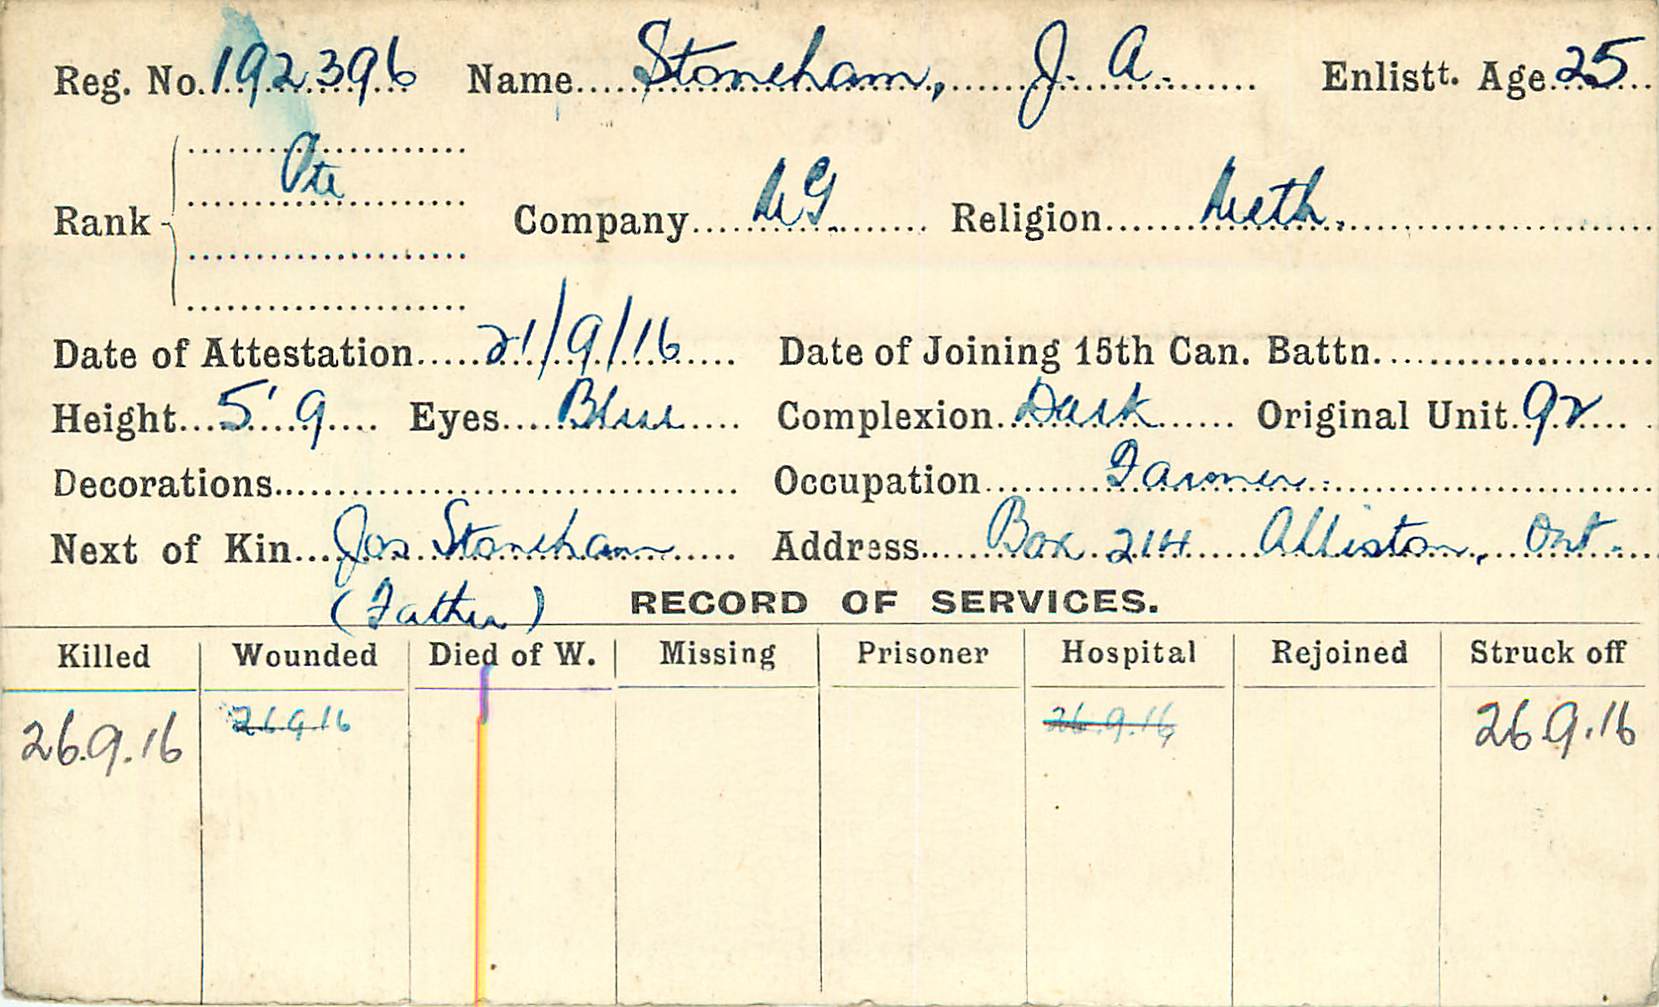 Reg. No. 192396 Name Stoneham, J. A. Enlistt. Age 25
Rank Pte Company MG. Religion Meth.
Date of Attestation 21/9/16 Date of Joining 15th Can. Battn.
Height 5' 9 Eyes Blue Complexion Dark Original Unit 92
Decorations Occupation Farmer.
Next of Kin Jos Stoneham Address Box 214 Alliston, Ont.
(Father) RECORD OF SERVICES.
Killed Wounded Died of W. Missing Prisoner Hospital Rejoined Struck off
26.9.16 26 9 16 26.9.16 26 9.16